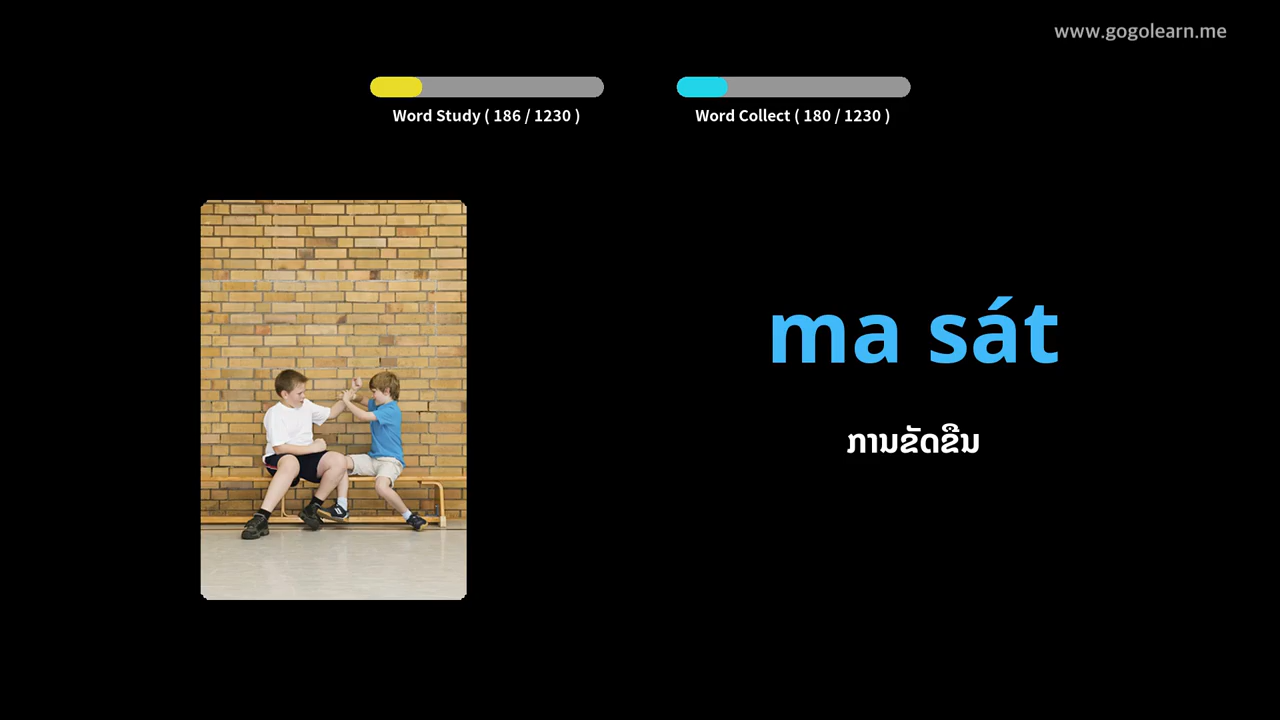 www.gogolearn.me
Word Study ( 186 / 1230 )
Word Collect ( 180 / 1230 )
ma sát
ການຂັດຂືນ